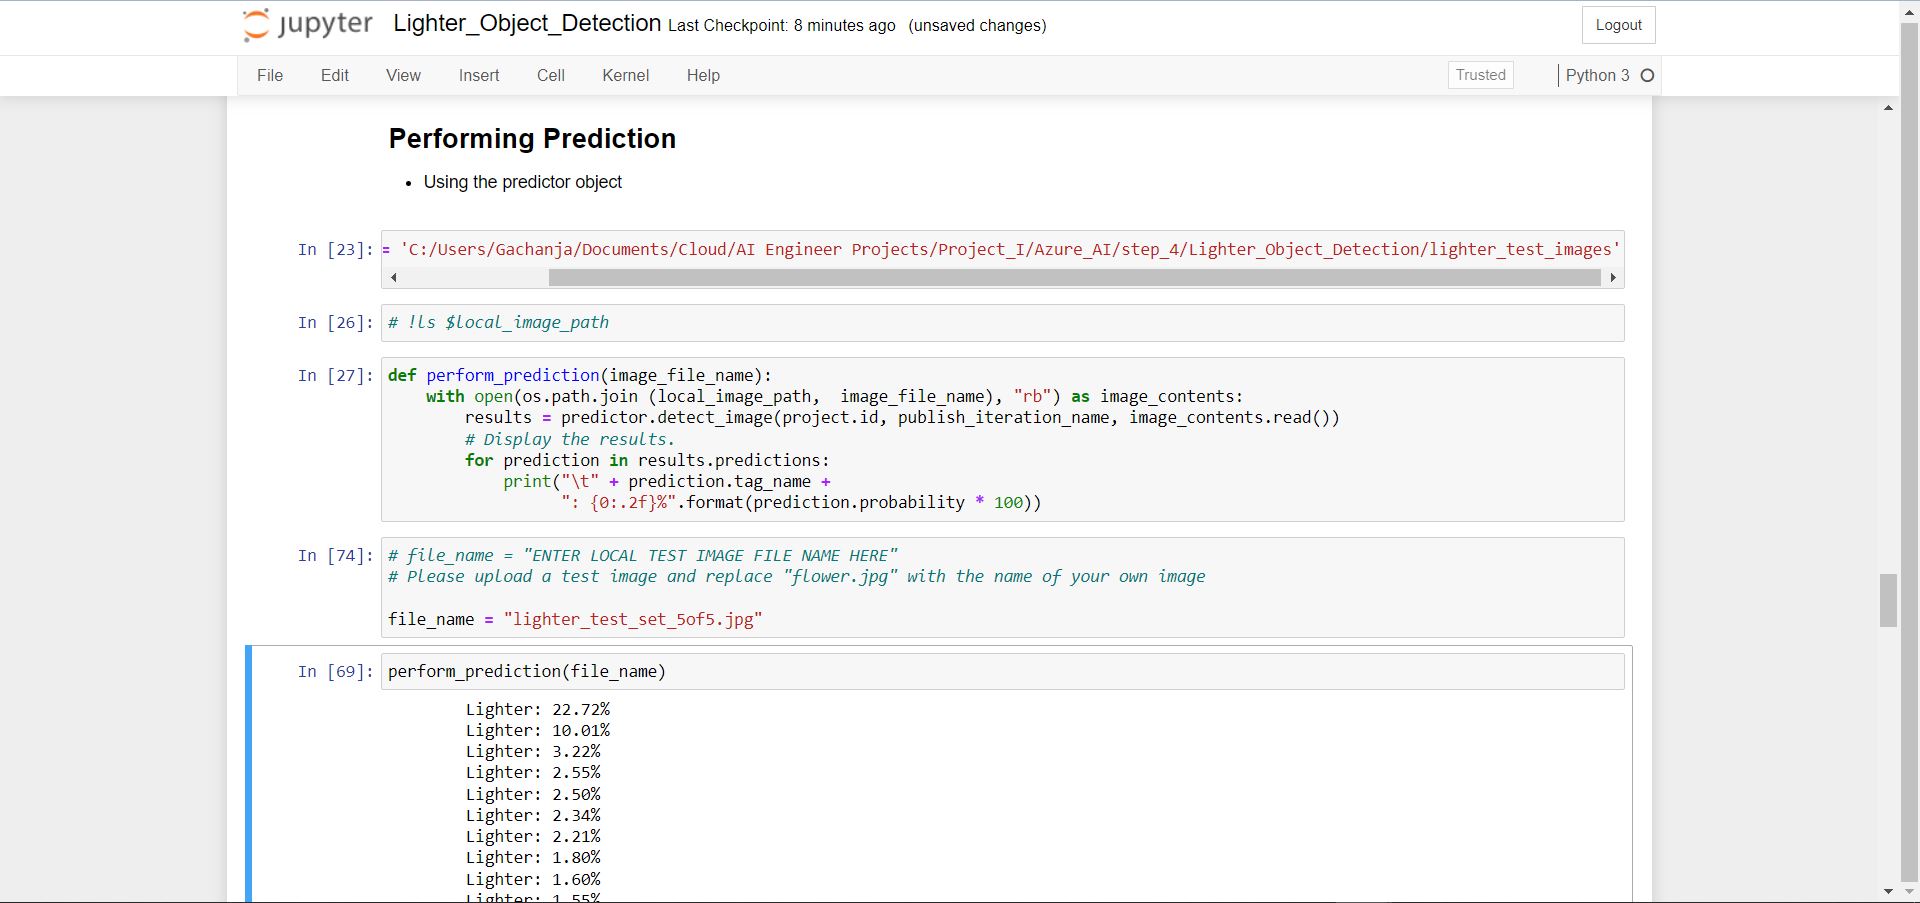 jupyter Lighter_Object_Detection Last Checkpoint: 8 minutes ago (unsaved changes) Logout
File Edit View Insert Cell Kernel Help Trusted Python 3
Performing Prediction
• Using the predictor object
In [23]: = 'C:/Users/Gachanja/Documents/Cloud/AI Engineer Projects/Project_I/Azure_AI/step_4/Lighter_Object_Detection/lighter_test_images'
In [26]: # !ls $local_image_path
In [27]: def perform_prediction(image_file_name):
    with open(os.path.join (local_image_path,  image_file_name), "rb") as image_contents:
        results = predictor.detect_image(project.id, publish_iteration_name, image_contents.read())
        # Display the results.
        for prediction in results.predictions:
            print("\t" + prediction.tag_name +
                  ": {0:.2f}%".format(prediction.probability * 100))
In [74]: # file_name = "ENTER LOCAL TEST IMAGE FILE NAME HERE"
# Please upload a test image and replace "flower.jpg" with the name of your own image
file_name = "lighter_test_set_5of5.jpg"
In [69]: perform_prediction(file_name)
Lighter: 22.72%
Lighter: 10.01%
Lighter: 3.22%
Lighter: 2.55%
Lighter: 2.50%
Lighter: 2.34%
Lighter: 2.21%
Lighter: 1.80%
Lighter: 1.60%
Lighter: 1.55%